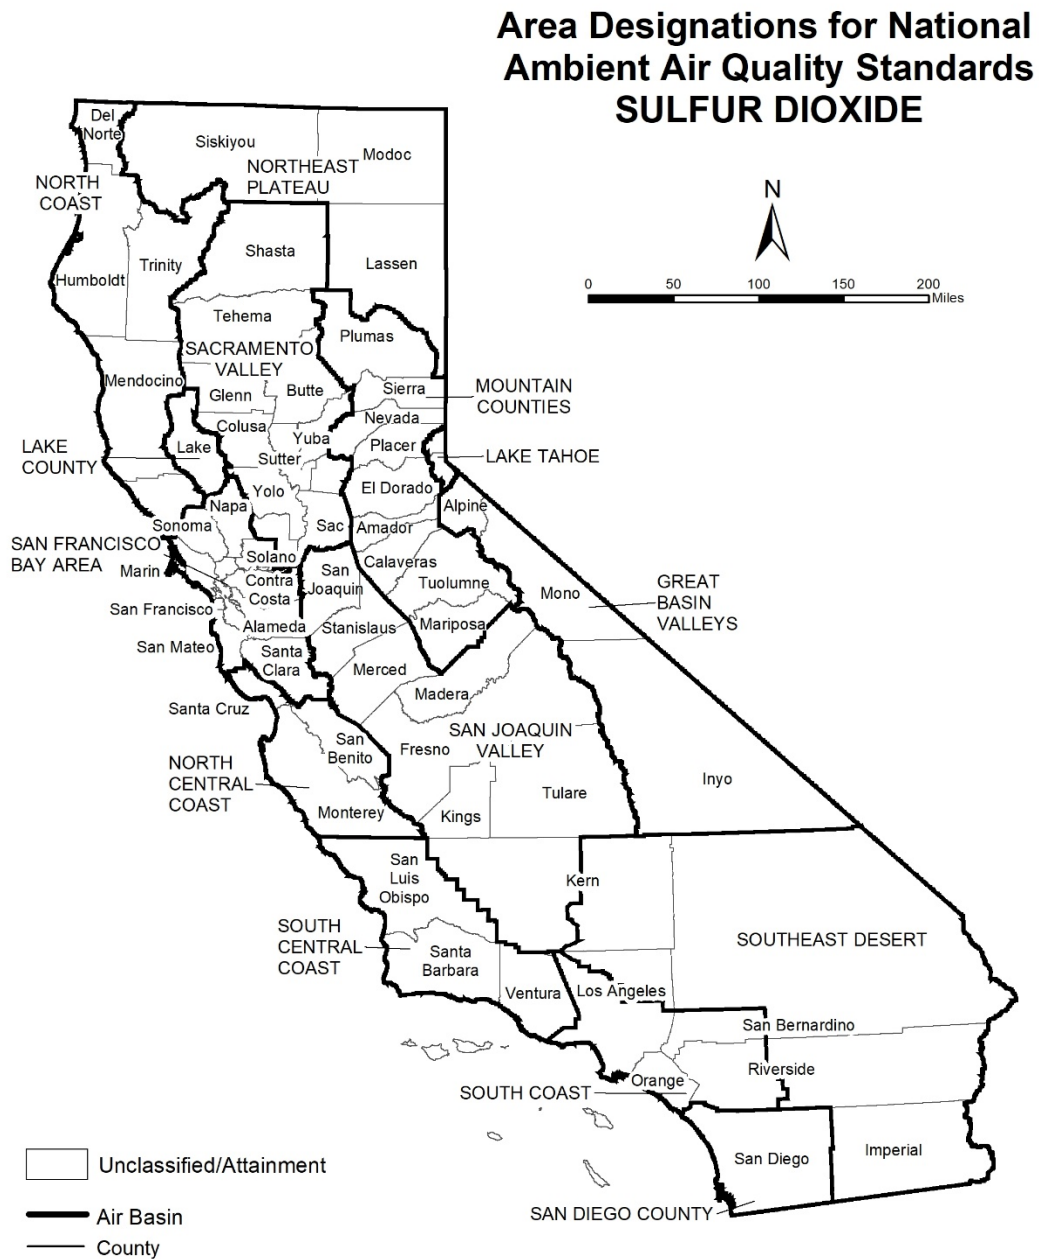 Area Designations for National
Ambient Air Quality Standards
SULFUR DIOXIDE
Del
Norte
Siskiyou
Modoc
NORTHEAST
PLATEAU
NORTH
COAST
N
Shasta
Trinity
Lassen
Humboldt
0 50 100 150 200
Miles
Tehema
Plumas
SACRAMENTO
VALLEY
Mendocino
Glenn
Butte
Sierra
MOUNTAIN
COUNTIES
Nevada
Colusa
Yuba
Placer
LAKE
COUNTY
Lake
Sutter
LAKE TAHOE
Yolo
El Dorado
Napa
Alpine
Sonoma
Sac
Amador
SAN FRANCISCO
BAY AREA
Solano
Calaveras
Marin
Contra
Costa
San
Joaquin
Tuolumne
Mono
GREAT
BASIN
VALLEYS
San Francisco
Alameda
Stanislaus
Mariposa
San Mateo
Santa
Clara
Merced
Madera
Santa Cruz
SAN JOAQUIN
VALLEY
San
Benito
Fresno
NORTH
CENTRAL
COAST
Inyo
Tulare
Monterey
Kings
San
Luis
Obispo
Kern
SOUTH
CENTRAL
COAST
SOUTHEAST DESERT
Santa
Barbara
Ventura
Los Angeles
San Bernardino
Riverside
Orange
SOUTH COAST
San Diego
Imperial
SAN DIEGO COUNTY
Unclassified/Attainment
Air Basin
County